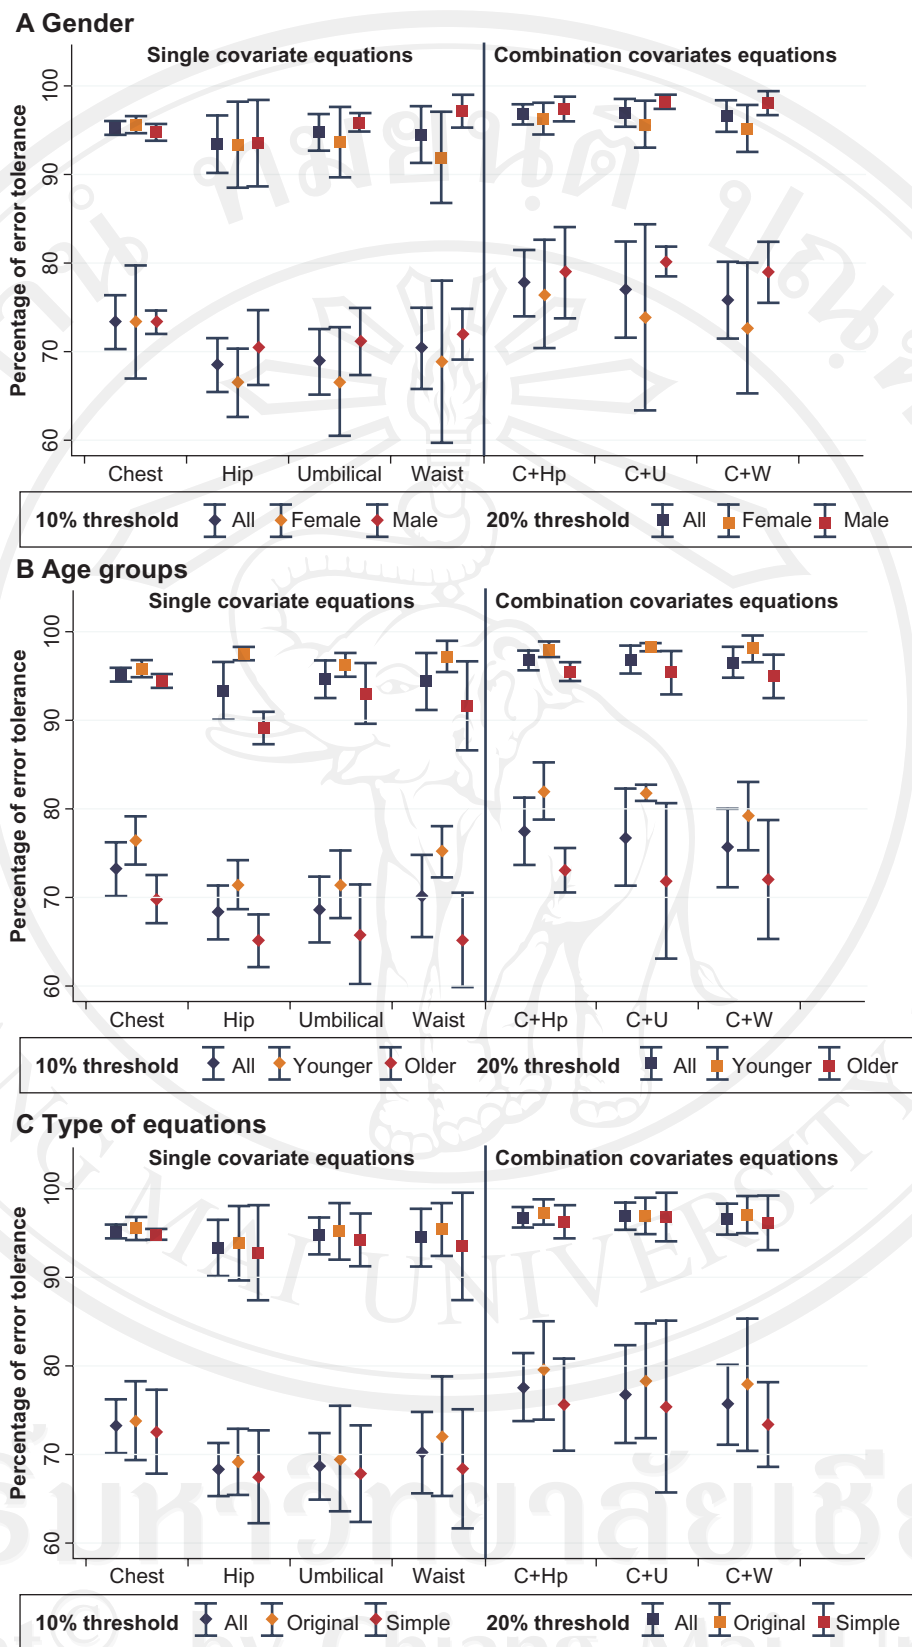 A Gender
Single covariate equations Combination covariates equations
Percentage of error tolerance
100
90
80
70
60
Chest Hip Umbilical Waist C+Hp C+U C+W
10% threshold All Female Male 20% threshold All Female Male
B Age groups
Single covariate equations Combination covariates equations
Percentage of error tolerance
100
90
80
70
60
Chest Hip Umbilical Waist C+Hp C+U C+W
10% threshold All Younger Older 20% threshold All Younger Older
C Type of equations
Single covariate equations Combination covariates equations
Percentage of error tolerance
100
90
80
70
60
Chest Hip Umbilical Waist C+Hp C+U C+W
10% threshold All Original Simple 20% threshold All Original Simple
MAI UNIVERSITY